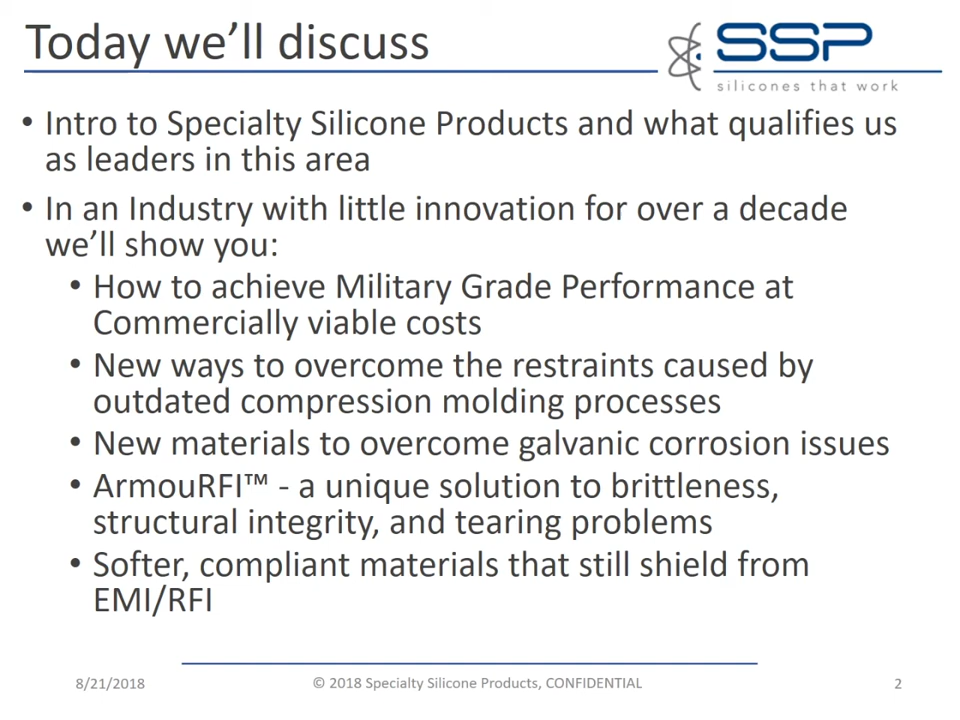 Today we’ll discuss
SSP
silicones that work
• Intro to Specialty Silicone Products and what qualifies us
as leaders in this area
• In an Industry with little innovation for over a decade
we’ll show you:
• How to achieve Military Grade Performance at
Commercially viable costs
• New ways to overcome the restraints caused by
outdated compression molding processes
• New materials to overcome galvanic corrosion issues
• ArmouRFI™ - a unique solution to brittleness,
structural integrity, and tearing problems
• Softer, compliant materials that still shield from
EMI/RFI
8/21/2018
© 2018 Specialty Silicone Products, CONFIDENTIAL
2